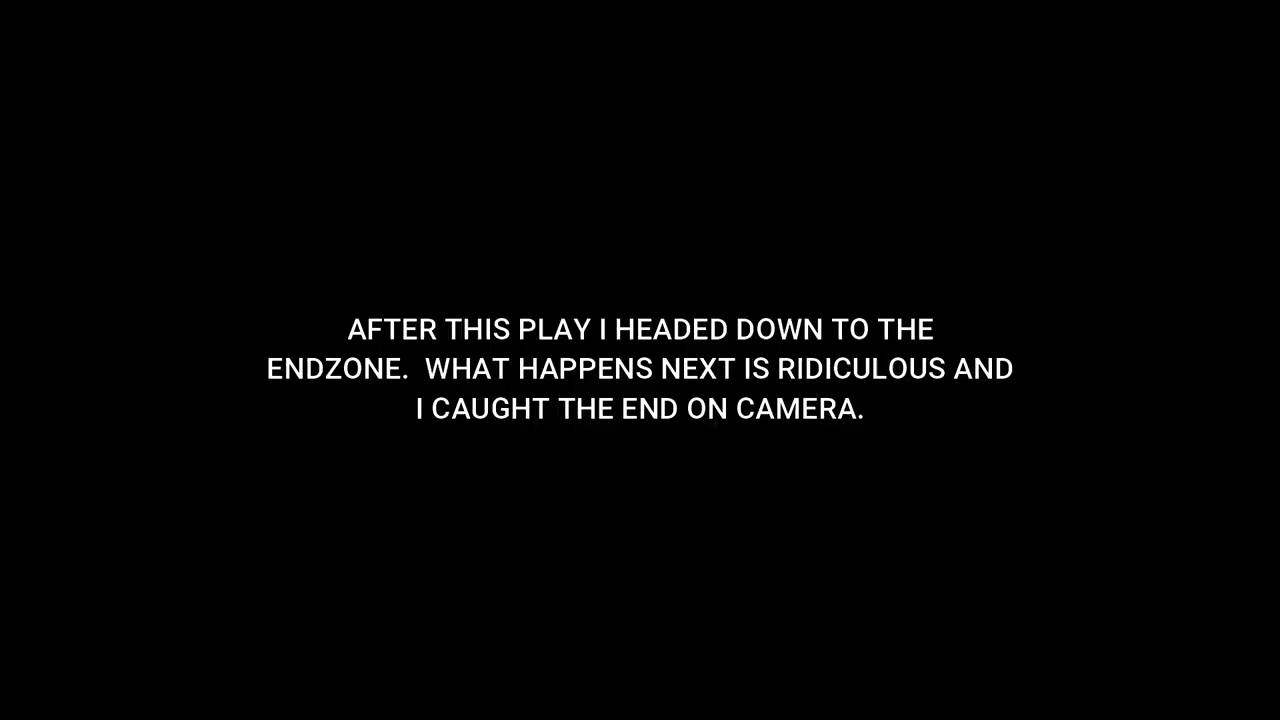 AFTER THIS PLAY I HEADED DOWN TO THE
ENDZONE.  WHAT HAPPENS NEXT IS RIDICULOUS AND
I CAUGHT THE END ON CAMERA.